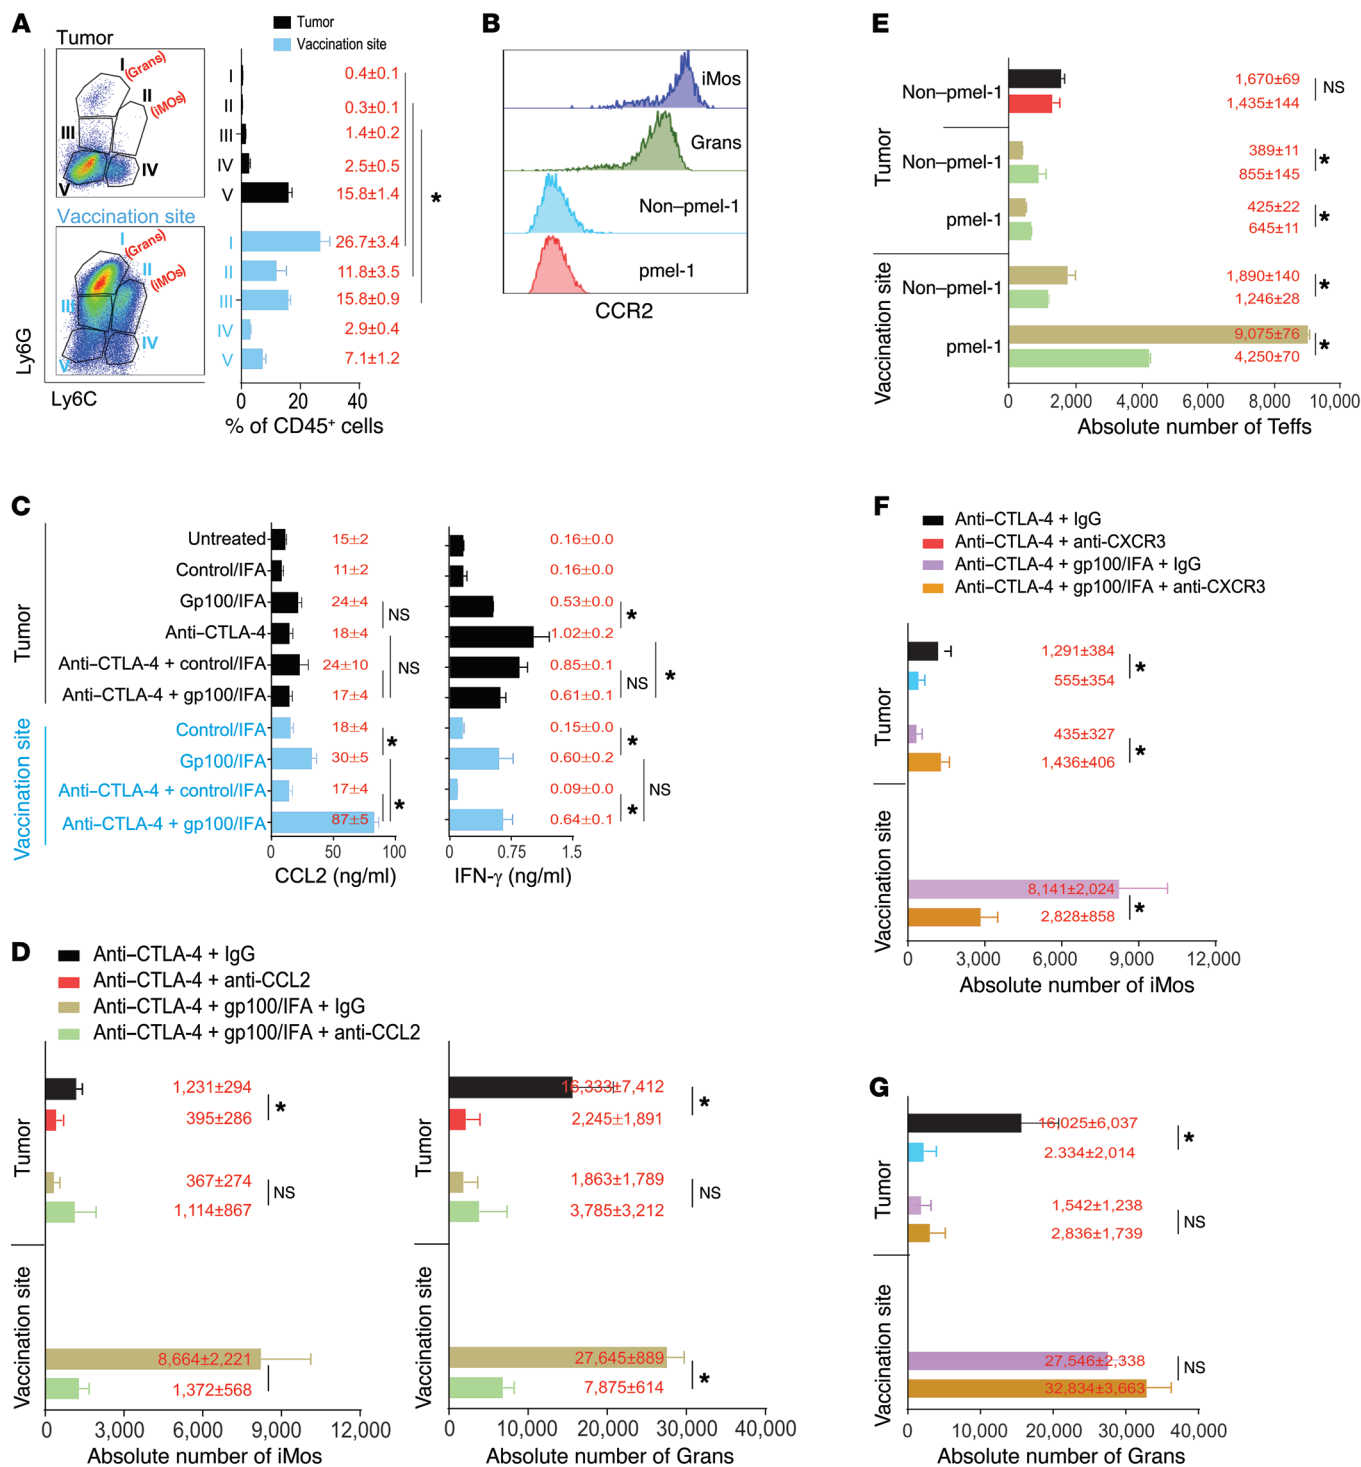 A
Tumor
Vaccination site
Tumor
I
(Grans)
II
(iMOs)
III
IV
V
Vaccination site
I
(Grans)
II
(iMOs)
III
IV
V
Ly6G
Ly6C
I 0.4±0.1
II 0.3±0.1
III 1.4±0.2
IV 2.5±0.5
V 15.8±1.4
*
I 26.7±3.4
II 11.8±3.5
III 15.8±0.9
IV 2.9±0.4
V 7.1±1.2
0 20 40
% of CD45+ cells
B
iMos
Grans
Non–pmel-1
pmel-1
CCR2
E
Tumor
Non–pmel-1
1,670±69
1,435±144
NS
Non–pmel-1
389±11
855±145
*
pmel-1
425±22
645±11
*
Vaccination site
Non–pmel-1
1,890±140
1,246±28
*
pmel-1
9,075±76
4,250±70
*
0 2,000 4,000 6,000 8,000 10,000
Absolute number of Teffs
C
Tumor
Untreated 15±2 0.16±0.0
Control/IFA 11±2 0.16±0.0
Gp100/IFA 24±4 NS 0.53±0.0 *
Anti–CTLA-4 18±4 1.02±0.2
Anti–CTLA-4 + control/IFA 24±10 NS 0.85±0.1 NS *
Anti–CTLA-4 + gp100/IFA 17±4 0.61±0.1
Vaccination site
Control/IFA 18±4 * 0.15±0.0 *
Gp100/IFA 30±5 0.60±0.2
Anti–CTLA-4 + control/IFA 17±4 * 0.09±0.0 * NS
Anti–CTLA-4 + gp100/IFA 87±5 0.64±0.1
0 50 100
CCL2 (ng/ml)
0 0.75 1.5
IFN-γ (ng/ml)
F
Anti–CTLA-4 + IgG
Anti–CTLA-4 + anti-CXCR3
Anti–CTLA-4 + gp100/IFA + IgG
Anti–CTLA-4 + gp100/IFA + anti-CXCR3
Tumor
1,291±384
555±354
*
435±327
1,436±406
*
Vaccination site
8,141±2,024
2,828±858
*
0 3,000 6,000 9,000 12,000
Absolute number of iMos
D
Anti–CTLA-4 + IgG
Anti–CTLA-4 + anti-CCL2
Anti–CTLA-4 + gp100/IFA + IgG
Anti–CTLA-4 + gp100/IFA + anti-CCL2
Tumor
1,231±294
395±286
*
367±274
1,114±867
NS
Vaccination site
8,664±2,221
1,372±568
0 3,000 6,000 9,000 12,000
Absolute number of iMos
Tumor
16,333±7,412
2,245±1,891
*
1,863±1,789
3,785±3,212
NS
Vaccination site
27,645±889
7,875±614
*
0 10,000 20,000 30,000 40,000
Absolute number of Grans
G
Tumor
16,025±6,037
2.334±2,014
*
1,542±1,238
2,836±1,739
NS
Vaccination site
27,546±2,338
32,834±3,663
NS
0 10,000 20,000 30,000 40,000
Absolute number of Grans